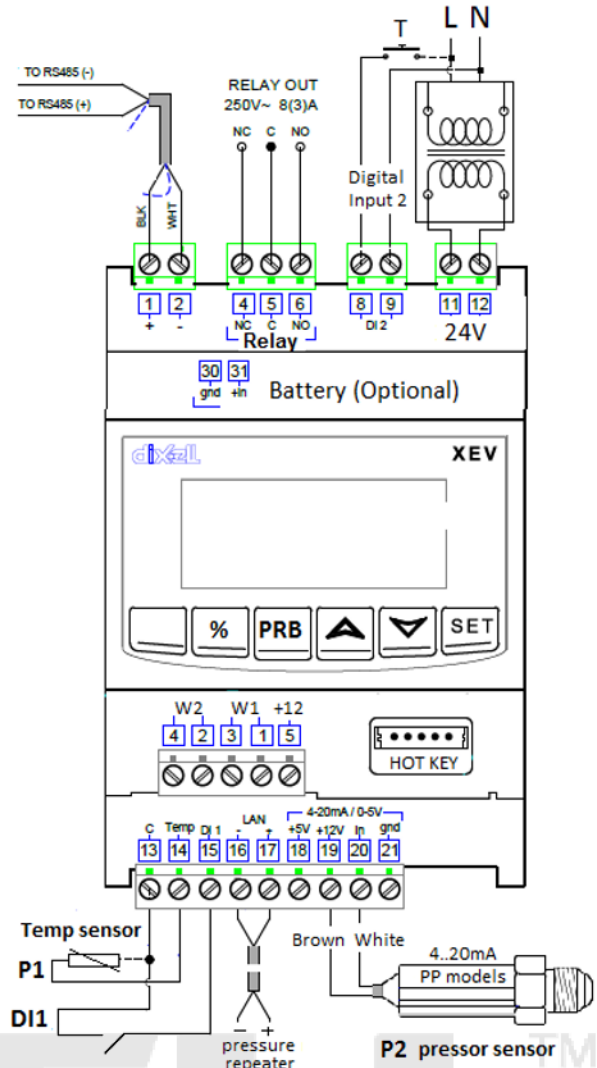 T L N
TO RS485 (-)
TO RS485 (+)
RELAY OUT
250V~ 8(3)A
NC C NO
Digital
Input 2
BLK WHT
1 2 4 5 6 8 9 11 12
+ - NC C NO DI 2 24V
Relay
30 31
gnd +in
Battery (Optional)
dixell XEV
% PRB SET
W2 W1 +12
4 2 3 1 5
HOT KEY
4-20mA / 0-5V
LAN
C Temp DI 1 - + +5V +12V In gnd
13 14 15 16 17 18 19 20 21
Temp sensor
P1
DI1
Brown White
4..20mA
PP models
- +
pressure
repeater
P2 pressor sensor
TM